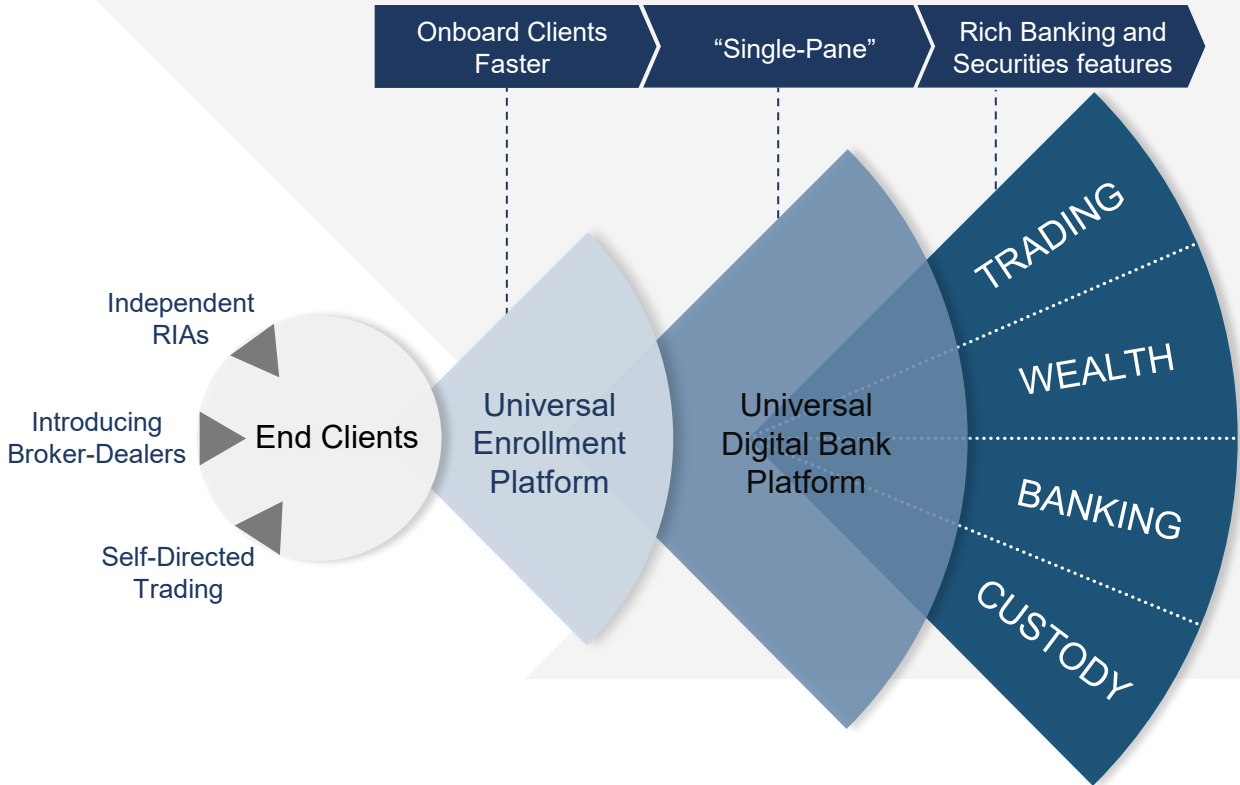 Onboard Clients
Faster
“Single-Pane”
Rich Banking and
Securities features
Independent
RIAs
Introducing
Broker-Dealers
Self-Directed
Trading
End Clients
Universal
Enrollment
Platform
Universal
Digital Bank
Platform
TRADING
WEALTH
BANKING
CUSTODY